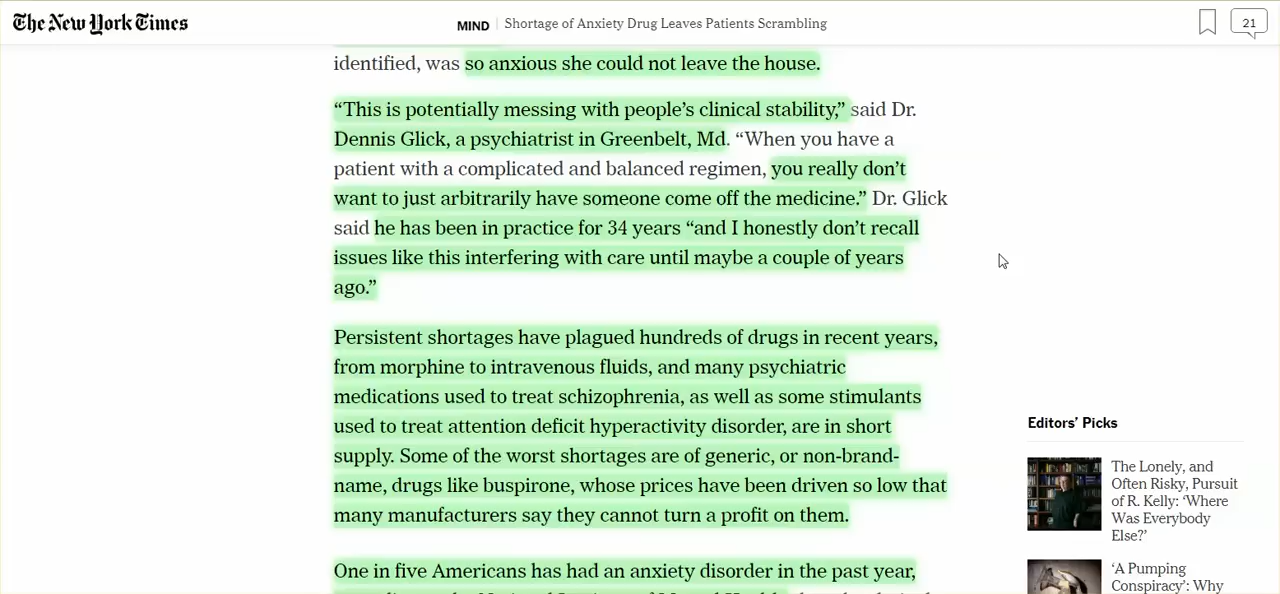 The New York Times
MIND | Shortage of Anxiety Drug Leaves Patients Scrambling
21
identified, was so anxious she could not leave the house.
“This is potentially messing with people’s clinical stability,” said Dr.
Dennis Glick, a psychiatrist in Greenbelt, Md. “When you have a
patient with a complicated and balanced regimen, you really don’t
want to just arbitrarily have someone come off the medicine.” Dr. Glick
said he has been in practice for 34 years “and I honestly don’t recall
issues like this interfering with care until maybe a couple of years
ago.”
Persistent shortages have plagued hundreds of drugs in recent years,
from morphine to intravenous fluids, and many psychiatric
medications used to treat schizophrenia, as well as some stimulants
used to treat attention deficit hyperactivity disorder, are in short
supply. Some of the worst shortages are of generic, or non-brand-
name, drugs like buspirone, whose prices have been driven so low that
many manufacturers say they cannot turn a profit on them.
One in five Americans has had an anxiety disorder in the past year,
Editors’ Picks
The Lonely, and
Often Risky, Pursuit
of R. Kelly: ‘Where
Was Everybody
Else?’
‘A Pumping
Conspiracy’: Why